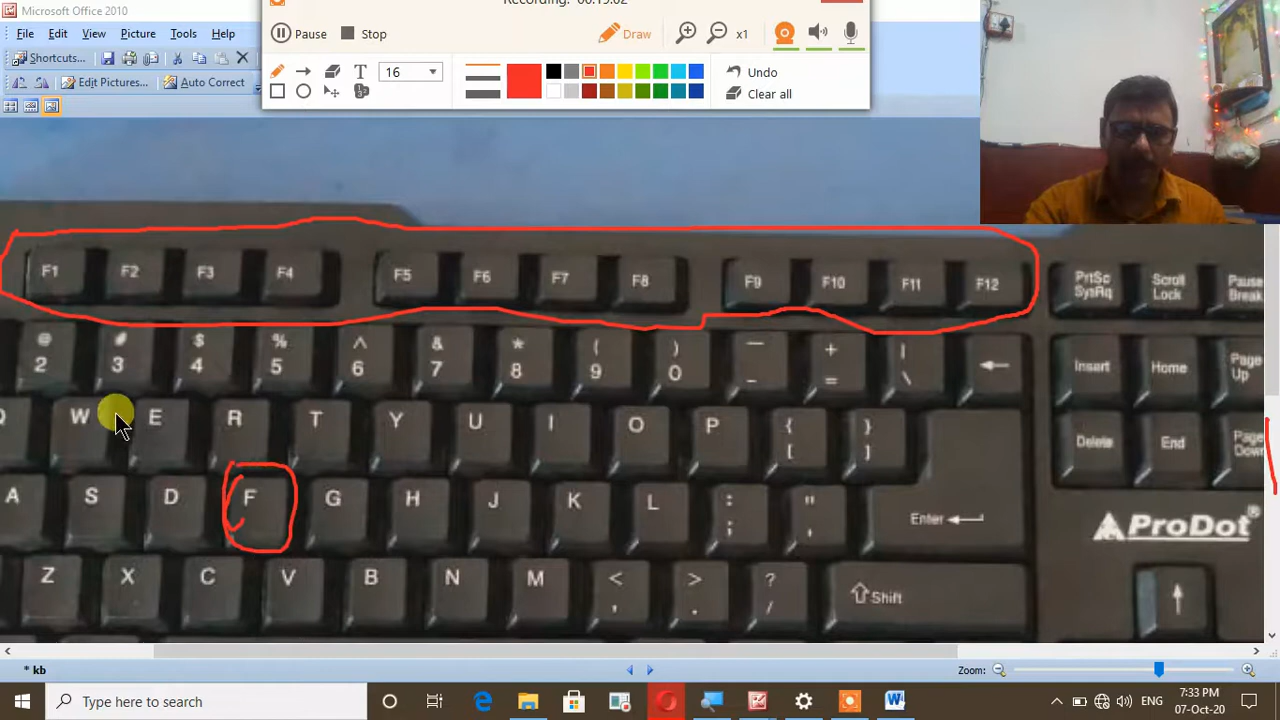 Microsoft Office 2010
File Edit View Picture Tools Help
Shortcuts...
Edit Pictures... Auto Correct
Pause Stop
Draw x1
T 16
Undo
Clear all
F1 F2 F3 F4 F5 F6 F7 F8 F9 F10 F11 F12 PrtSc SysRq Scroll Lock Pause Break
@ # $ % ^ & * ( ) — + |
2 3 4 5 6 7 8 9 0 - = \ ← Insert Home Page Up
W E R T Y U I O P { [ } ] Delete End Page Down
A S D F G H J K L : ; " , Enter
ProDot®
Z X C V B N M < , > . ? / Shift
* kb
Zoom:
Type here to search
ENG
7:33 PM
07-Oct-20